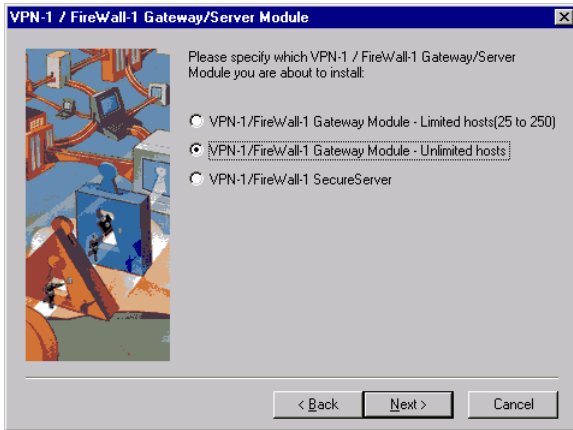 VPN-1 / FireWall-1 Gateway/Server Module
Please specify which VPN-1 / FireWall-1 Gateway/Server
Module you are about to install:
VPN-1/FireWall-1 Gateway Module - Limited hosts(25 to 250)
VPN-1/FireWall-1 Gateway Module - Unlimited hosts
VPN-1/FireWall-1 SecureServer
< Back
Next >
Cancel